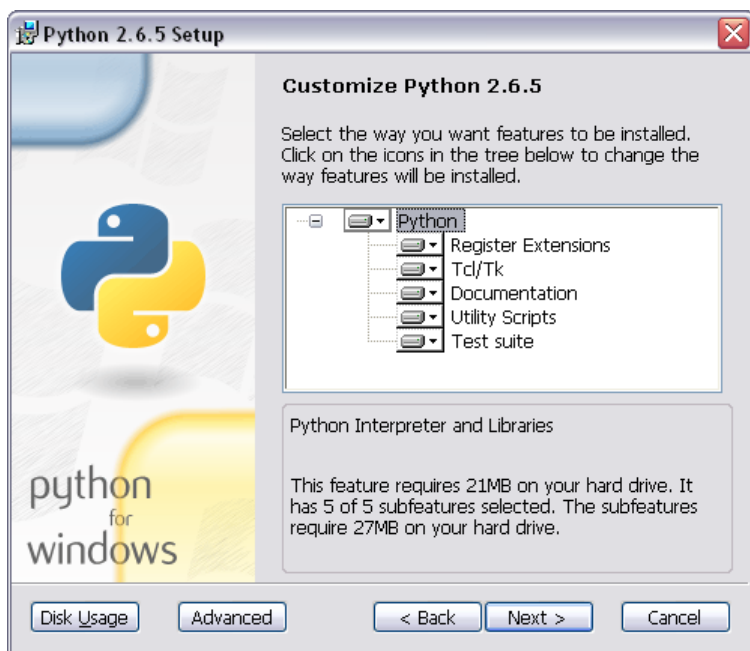 Python 2.6.5 Setup
Customize Python 2.6.5
Select the way you want features to be installed.
Click on the icons in the tree below to change the
way features will be installed.
Python
Register Extensions
Tcl/Tk
Documentation
Utility Scripts
Test suite
Python Interpreter and Libraries
This feature requires 21MB on your hard drive. It
has 5 of 5 subfeatures selected. The subfeatures
require 27MB on your hard drive.
python
for
windows
Disk Usage
Advanced
< Back
Next >
Cancel